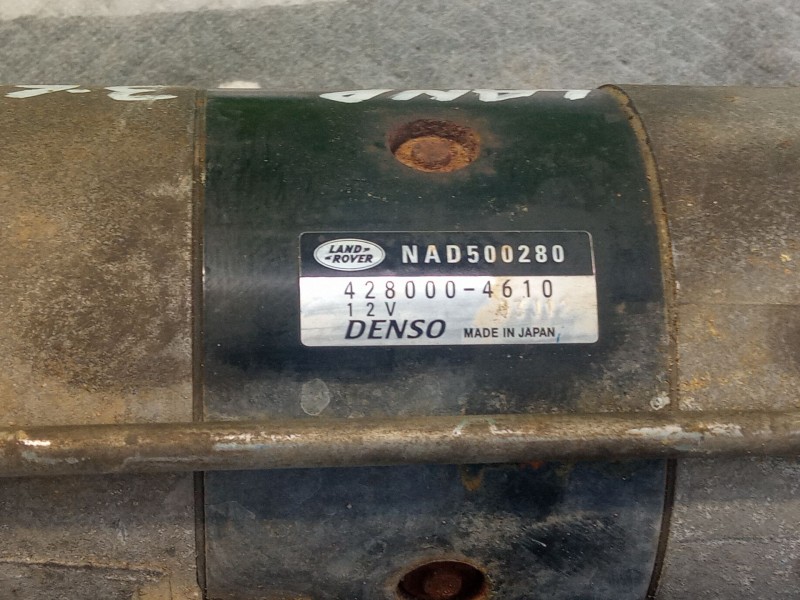 LAND
LAND-
-ROVER
NAD500280
428000-4610
12V
DENSO MADE IN JAPAN